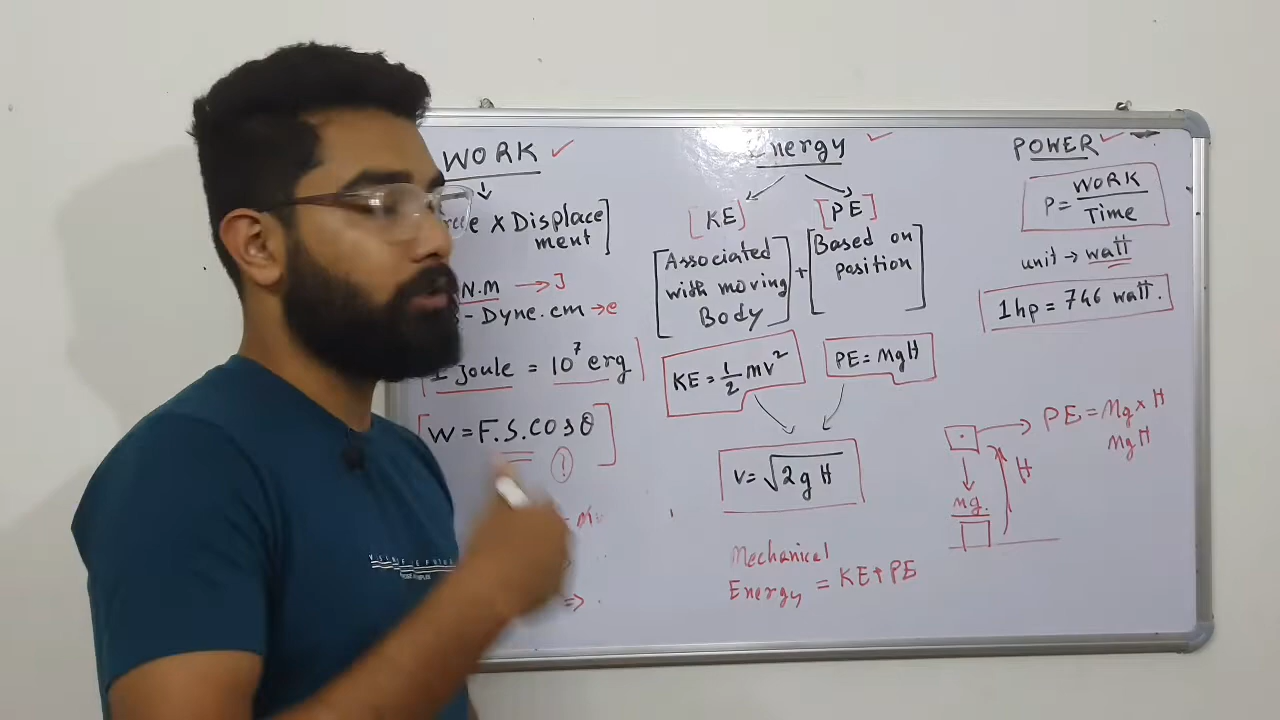 WORK
X Displace
ment
N.M → J
- Dyne.cm → e
1 joule = 10⁷ erg
W = F.S.cosθ
Energy
[KE] [PE]
Associated
with moving
Body
+
Based on
position
KE = 1/2 mv²
PE = MgH
V = √2gH
Mechanical
Energy = KE + PE
POWER
P = WORK / Time
unit → watt
1hp = 746 watt.
PE = Mg × H
MgH
H
mg.